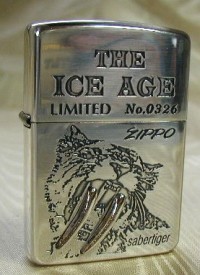 THE
ICE AGE
LIMITED No.0326
ZIPPO
sabertiger